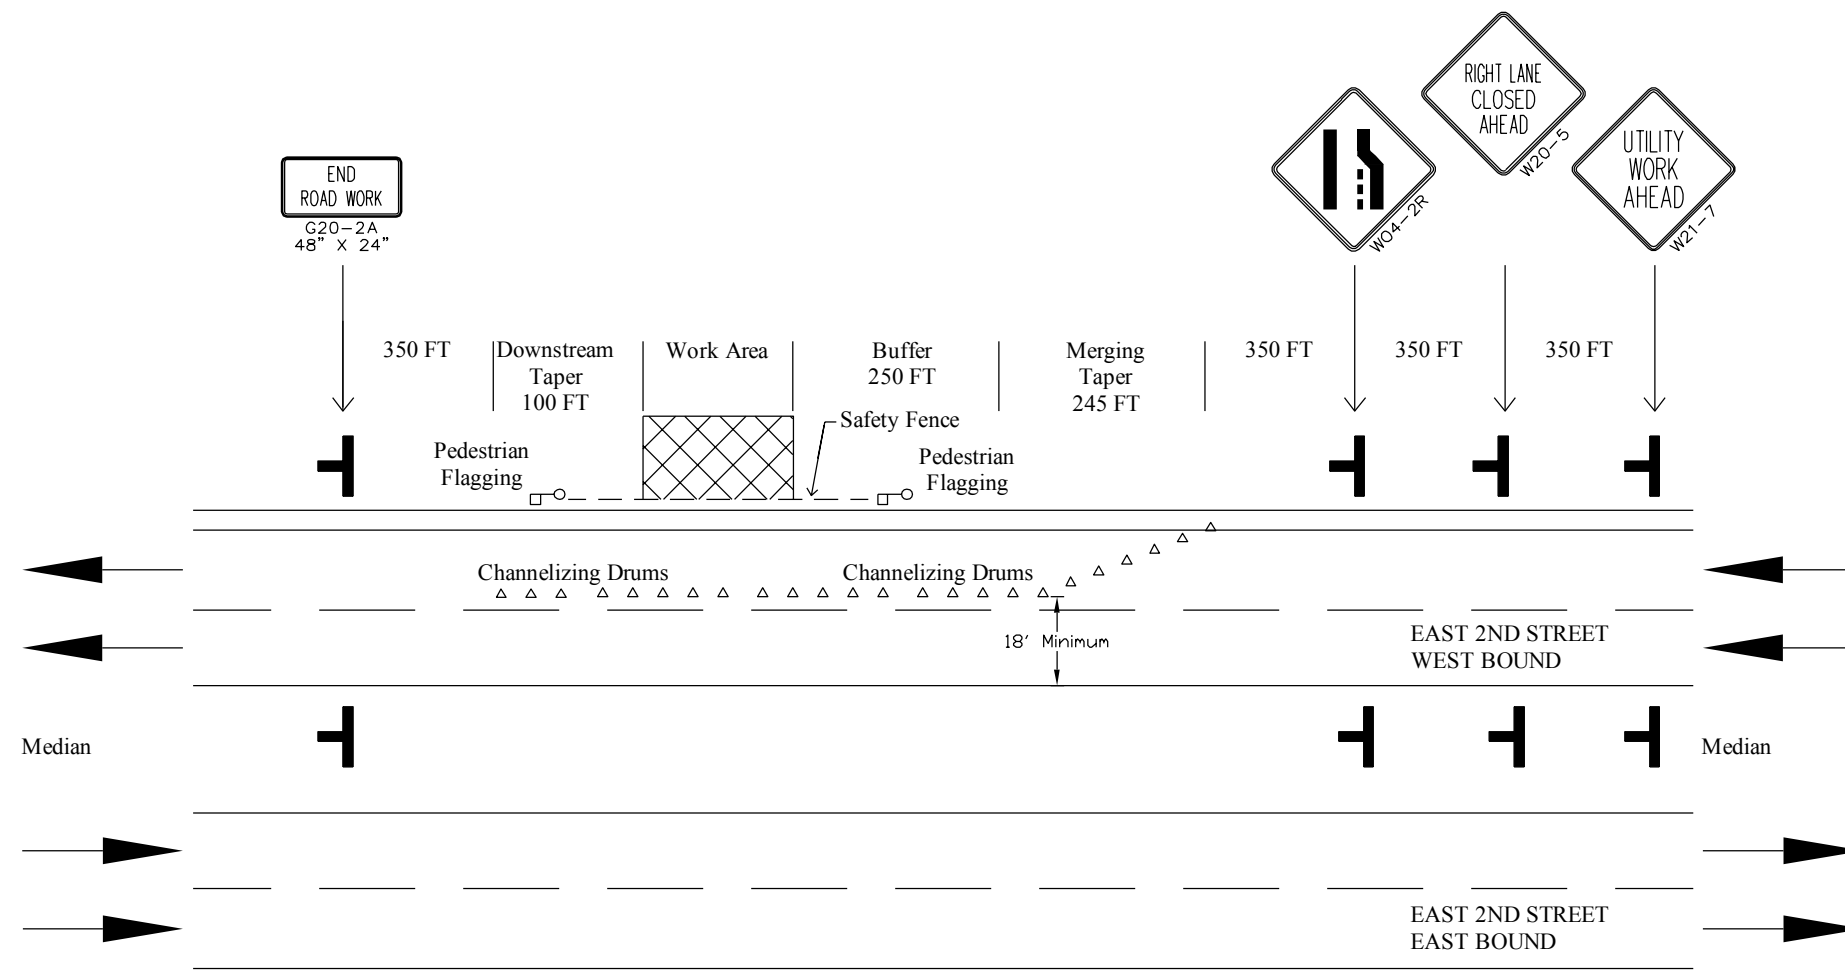 RIGHT LANE
CLOSED
AHEAD
W20-5
UTILITY
WORK
AHEAD
W21-7
WO4-2R
END
ROAD WORK
G20-2A
48" X 24"
350 FT
Downstream
Taper
100 FT
Work Area
Buffer
250 FT
Merging
Taper
245 FT
350 FT
350 FT
350 FT
Safety Fence
Pedestrian
Flagging
Pedestrian
Flagging
Channelizing Drums
Channelizing Drums
18' Minimum
EAST 2ND STREET
WEST BOUND
Median
Median
EAST 2ND STREET
EAST BOUND